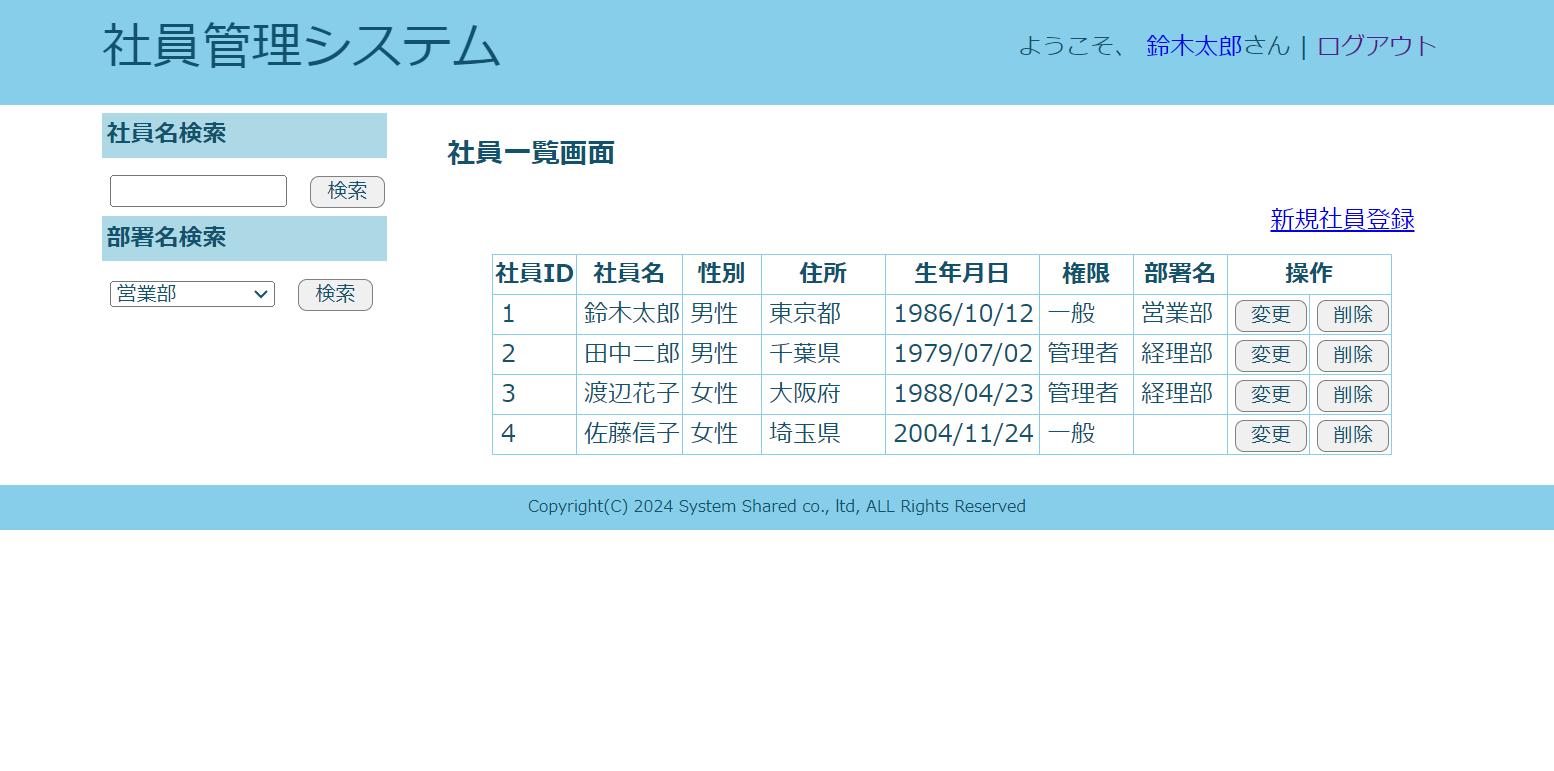 社員管理システム
ようこそ、 鈴木太郎さん | ログアウト
社員名検索
検索
部署名検索
営業部 検索
社員一覧画面
新規社員登録
社員ID 社員名 性別 住所 生年月日 権限 部署名 操作
1 鈴木太郎 男性 東京都 1986/10/12 一般 営業部 変更 削除
2 田中二郎 男性 千葉県 1979/07/02 管理者 経理部 変更 削除
3 渡辺花子 女性 大阪府 1988/04/23 管理者 経理部 変更 削除
4 佐藤信子 女性 埼玉県 2004/11/24 一般 変更 削除
Copyright(C) 2024 System Shared co., ltd, ALL Rights Reserved